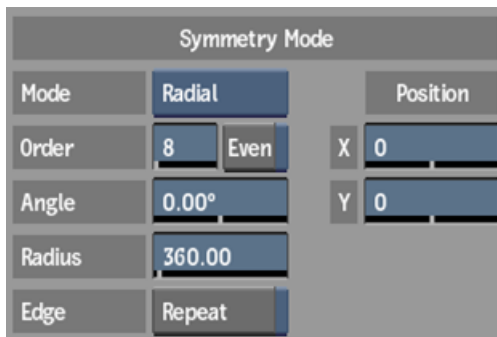 Symmetry Mode
Mode Radial Position
Order 8 Even X 0
Angle 0.00° Y 0
Radius 360.00
Edge Repeat